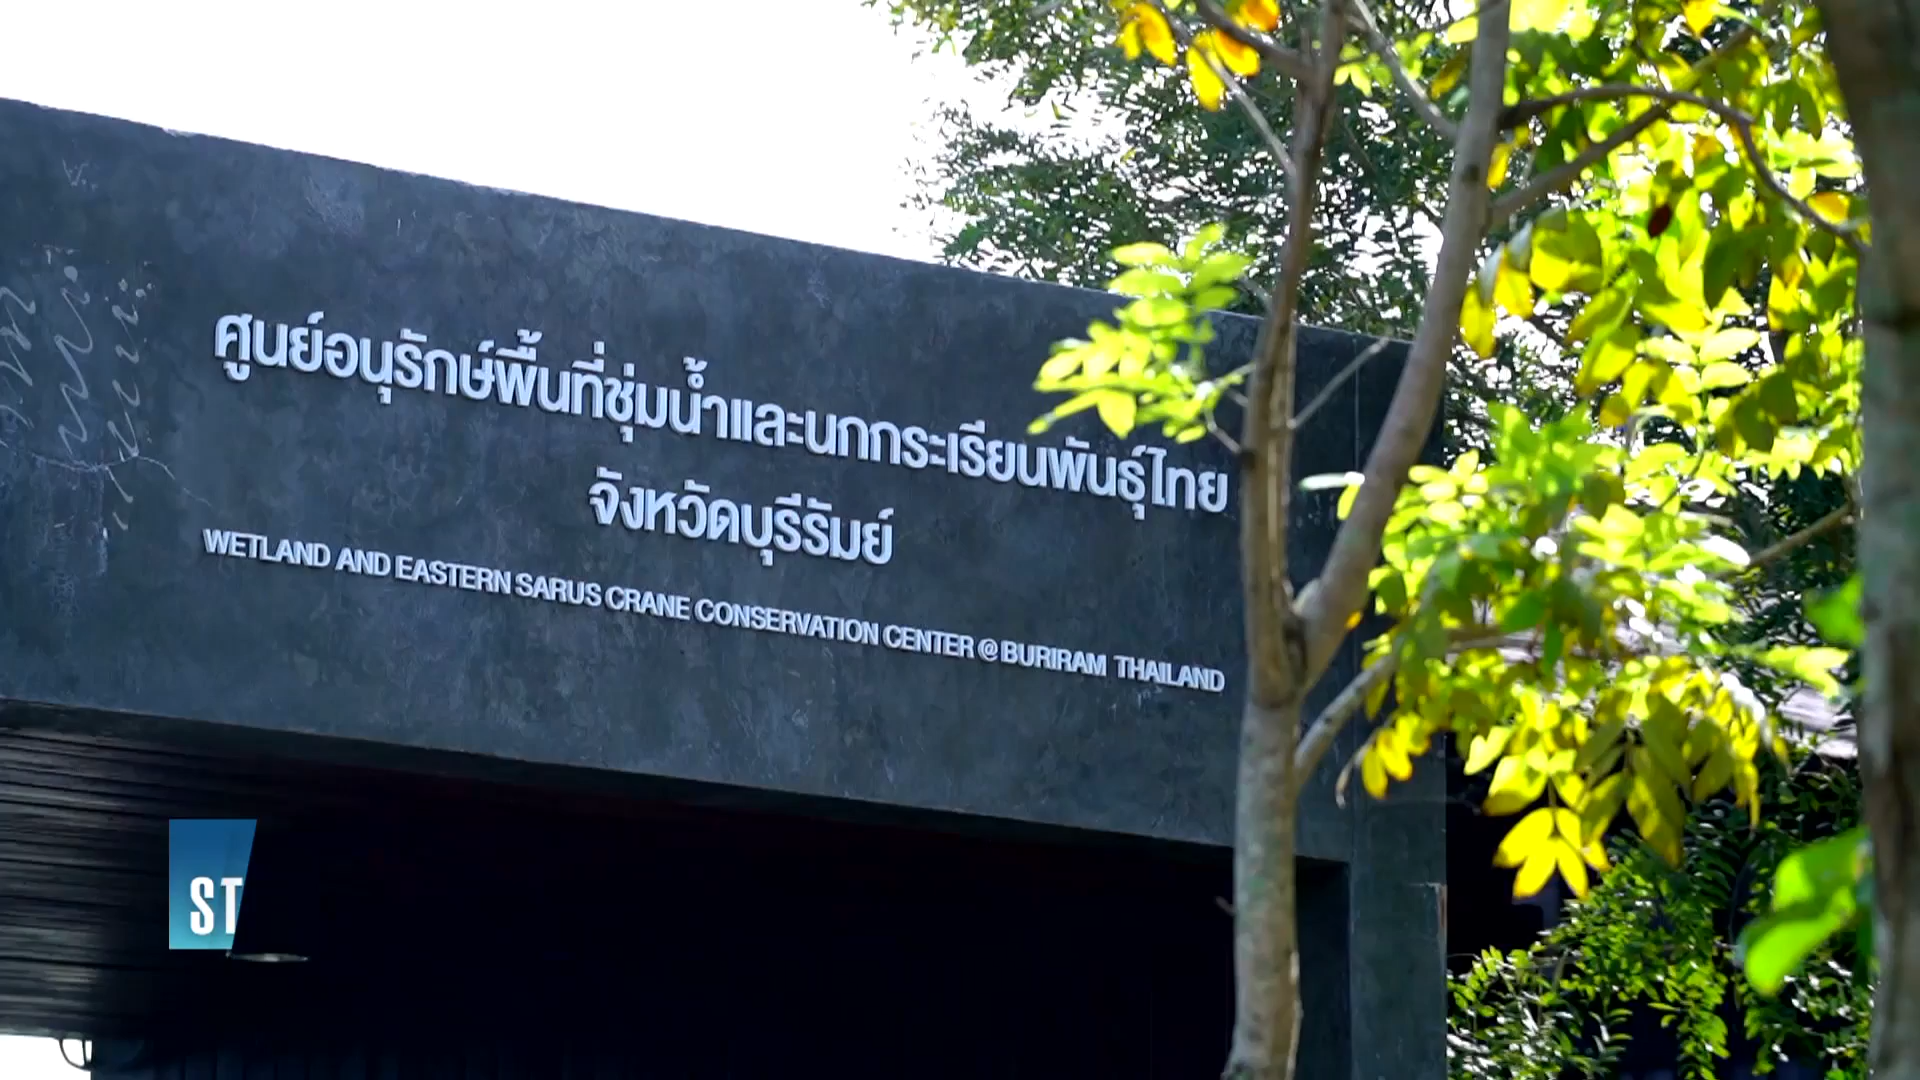 ศูนย์อนุรักษ์พื้นที่ชุ่มน้ำและนกกระเรียนพันธุ์ไทย
จังหวัดบุรีรัมย์
WETLAND AND EASTERN SARUS CRANE CONSERVATION CENTER @ BURIRAM THAILAND
ST